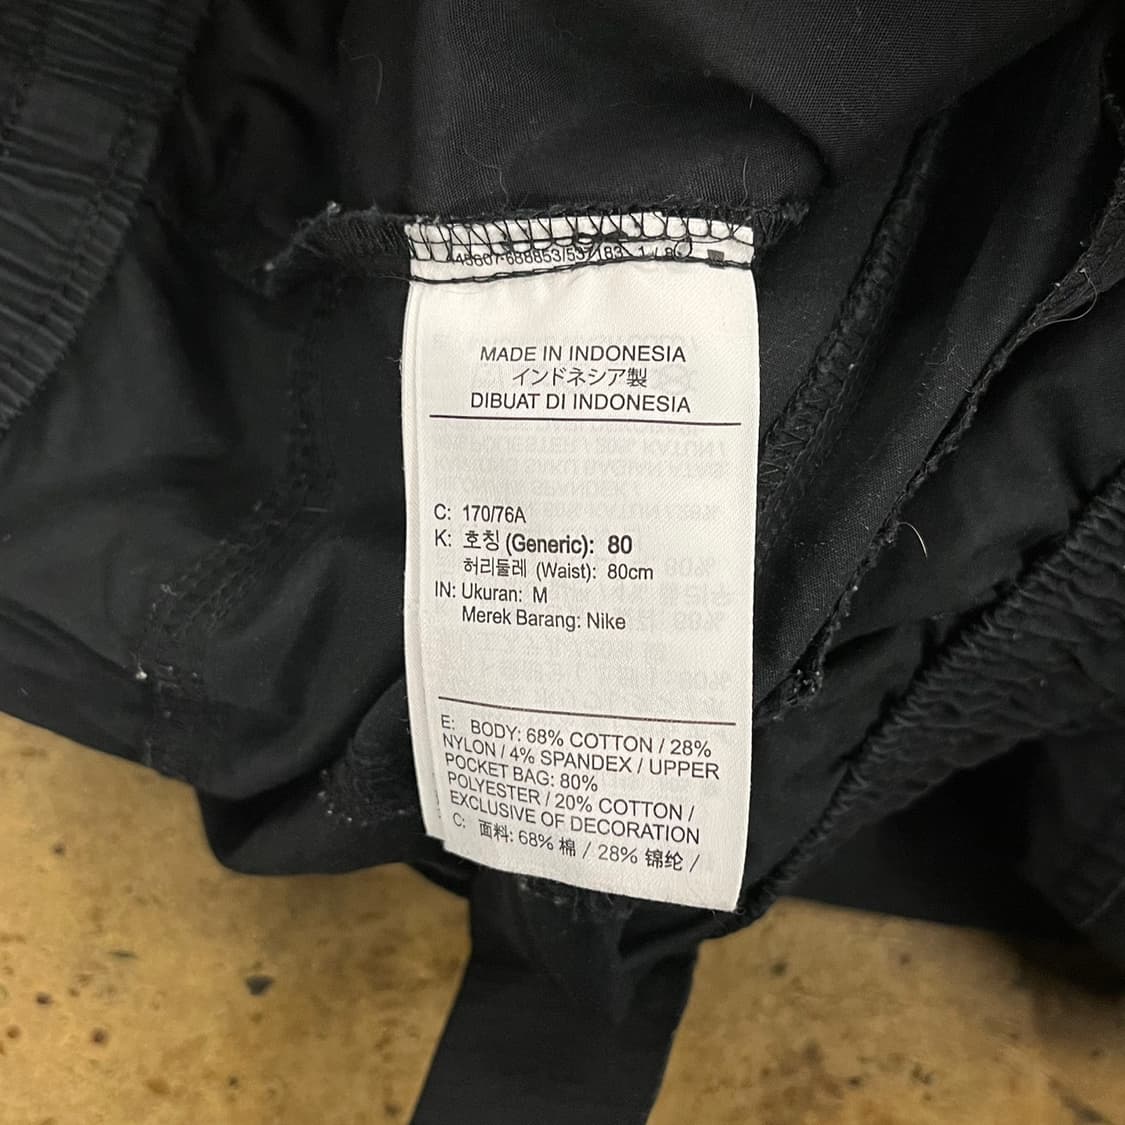 MADE IN INDONESIA
インドネシア製
DIBUAT DI INDONESIA
C: 170/76A
K: 호칭 (Generic): 80
허리둘레 (Waist): 80cm
IN: Ukuran: M
Merek Barang: Nike
E: BODY: 68% COTTON / 28%
NYLON / 4% SPANDEX / UPPER
POCKET BAG: 80%
POLYESTER / 20% COTTON /
EXCLUSIVE OF DECORATION
C: 面料: 68% 棉 / 28% 锦纶 /